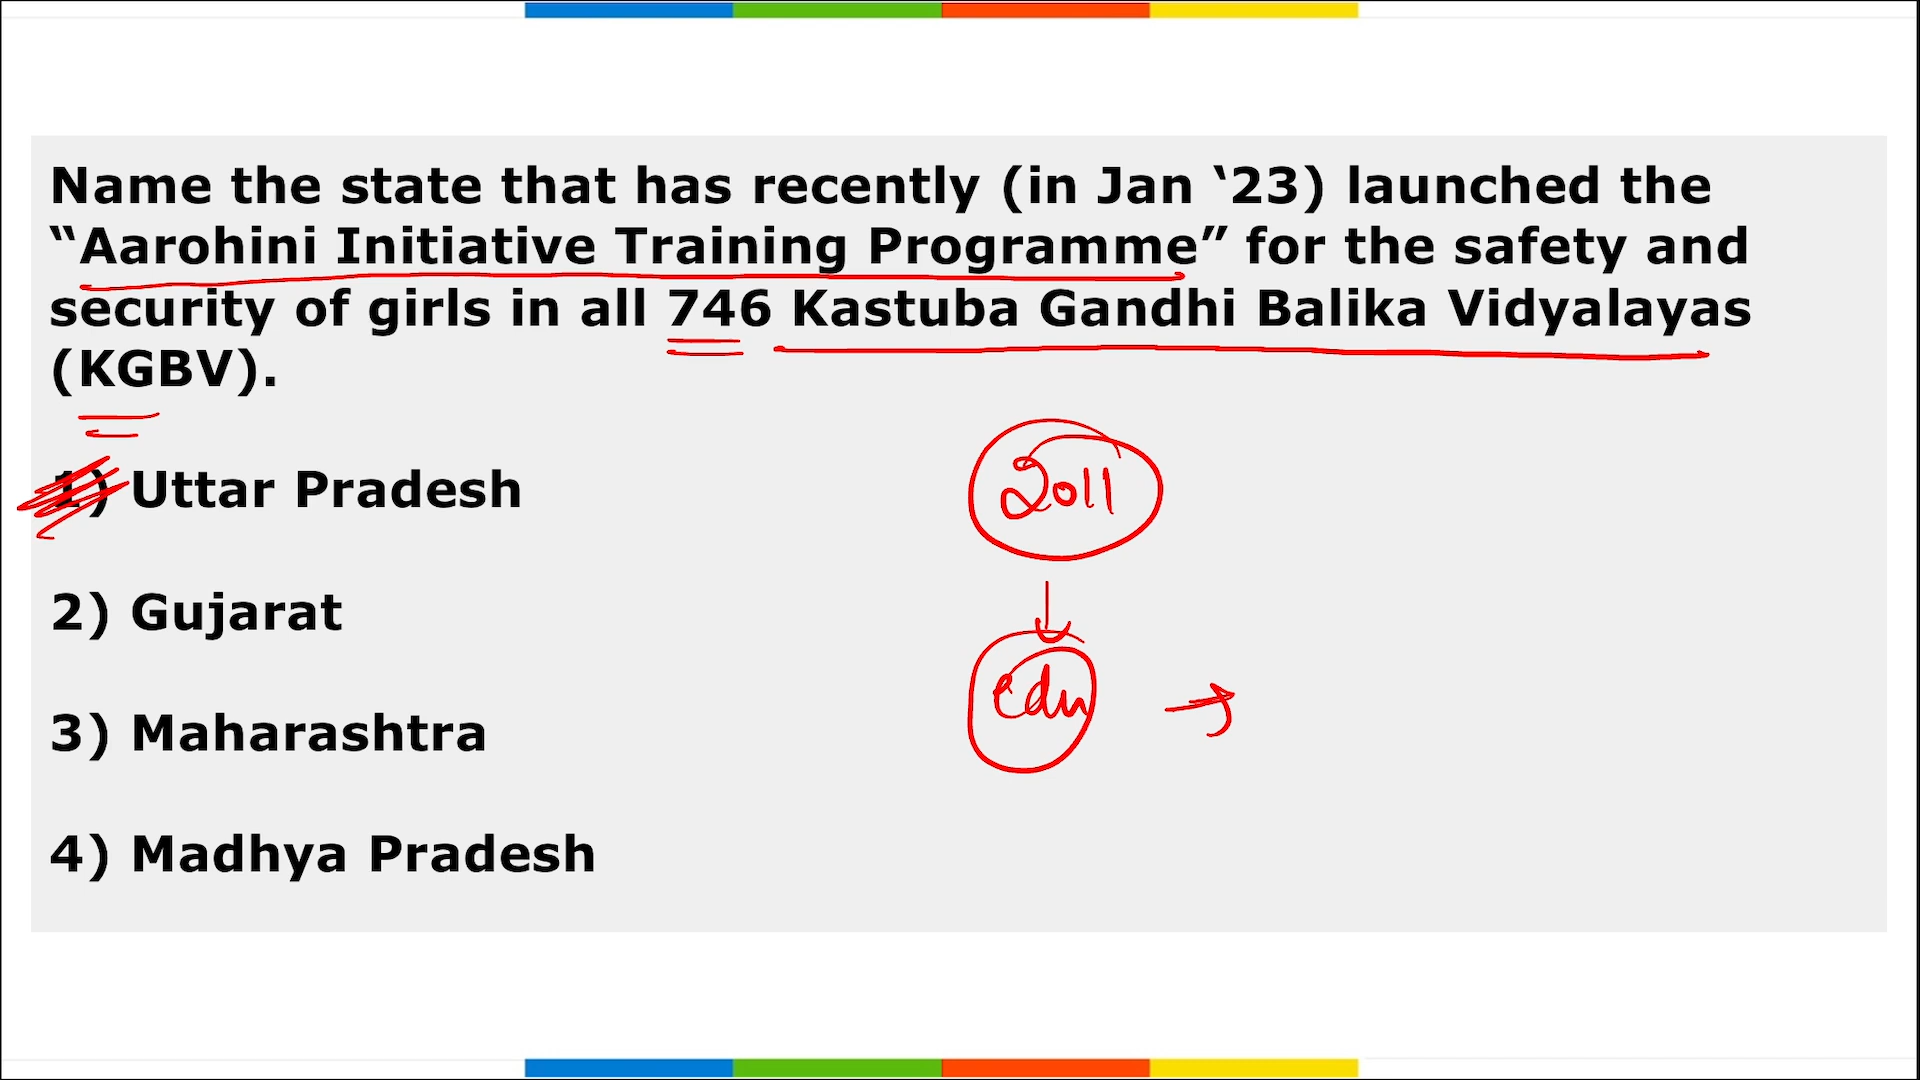 Name the state that has recently (in Jan ‘23) launched the
“Aarohini Initiative Training Programme” for the safety and
security of girls in all 746 Kastuba Gandhi Balika Vidyalayas
(KGBV).
1) Uttar Pradesh
2011
2) Gujarat
edu
3) Maharashtra
4) Madhya Pradesh